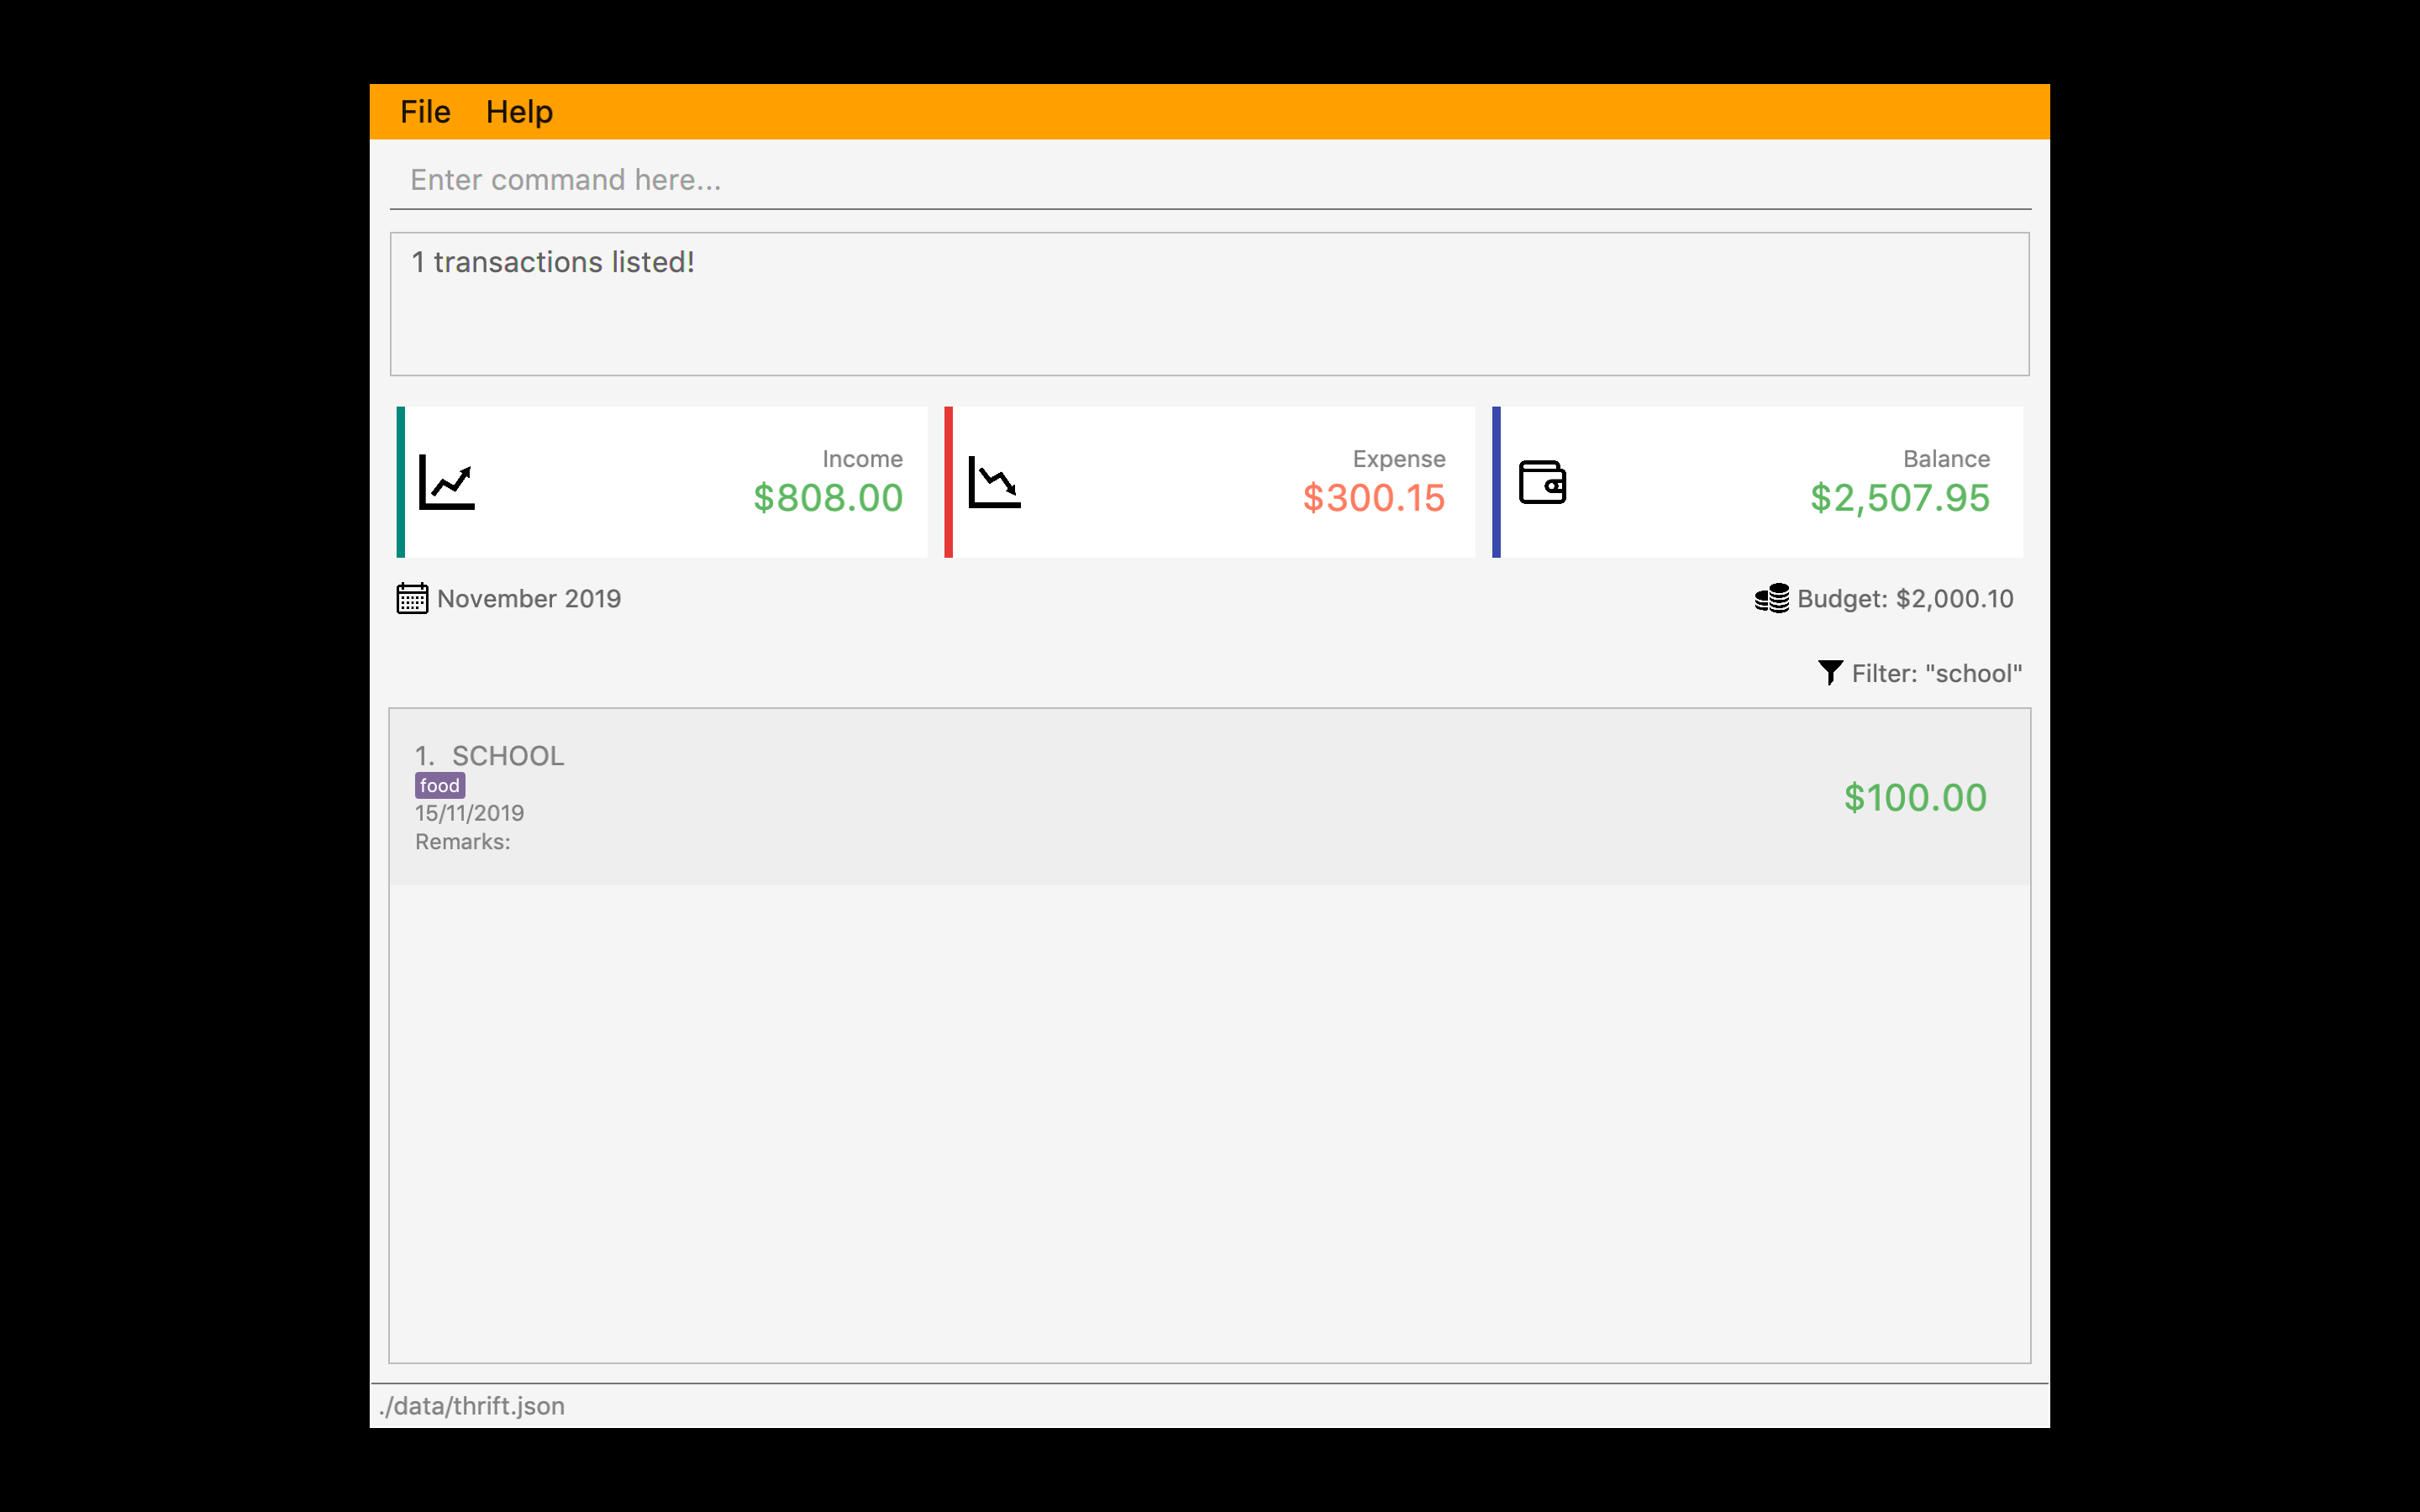 File Help
Enter command here...
1 transactions listed!
Income
$808.00
Expense
$300.15
Balance
$2,507.95
November 2019
Budget: $2,000.10
Filter: "school"
1. SCHOOL
food
15/11/2019
Remarks:
$100.00
./data/thrift.json